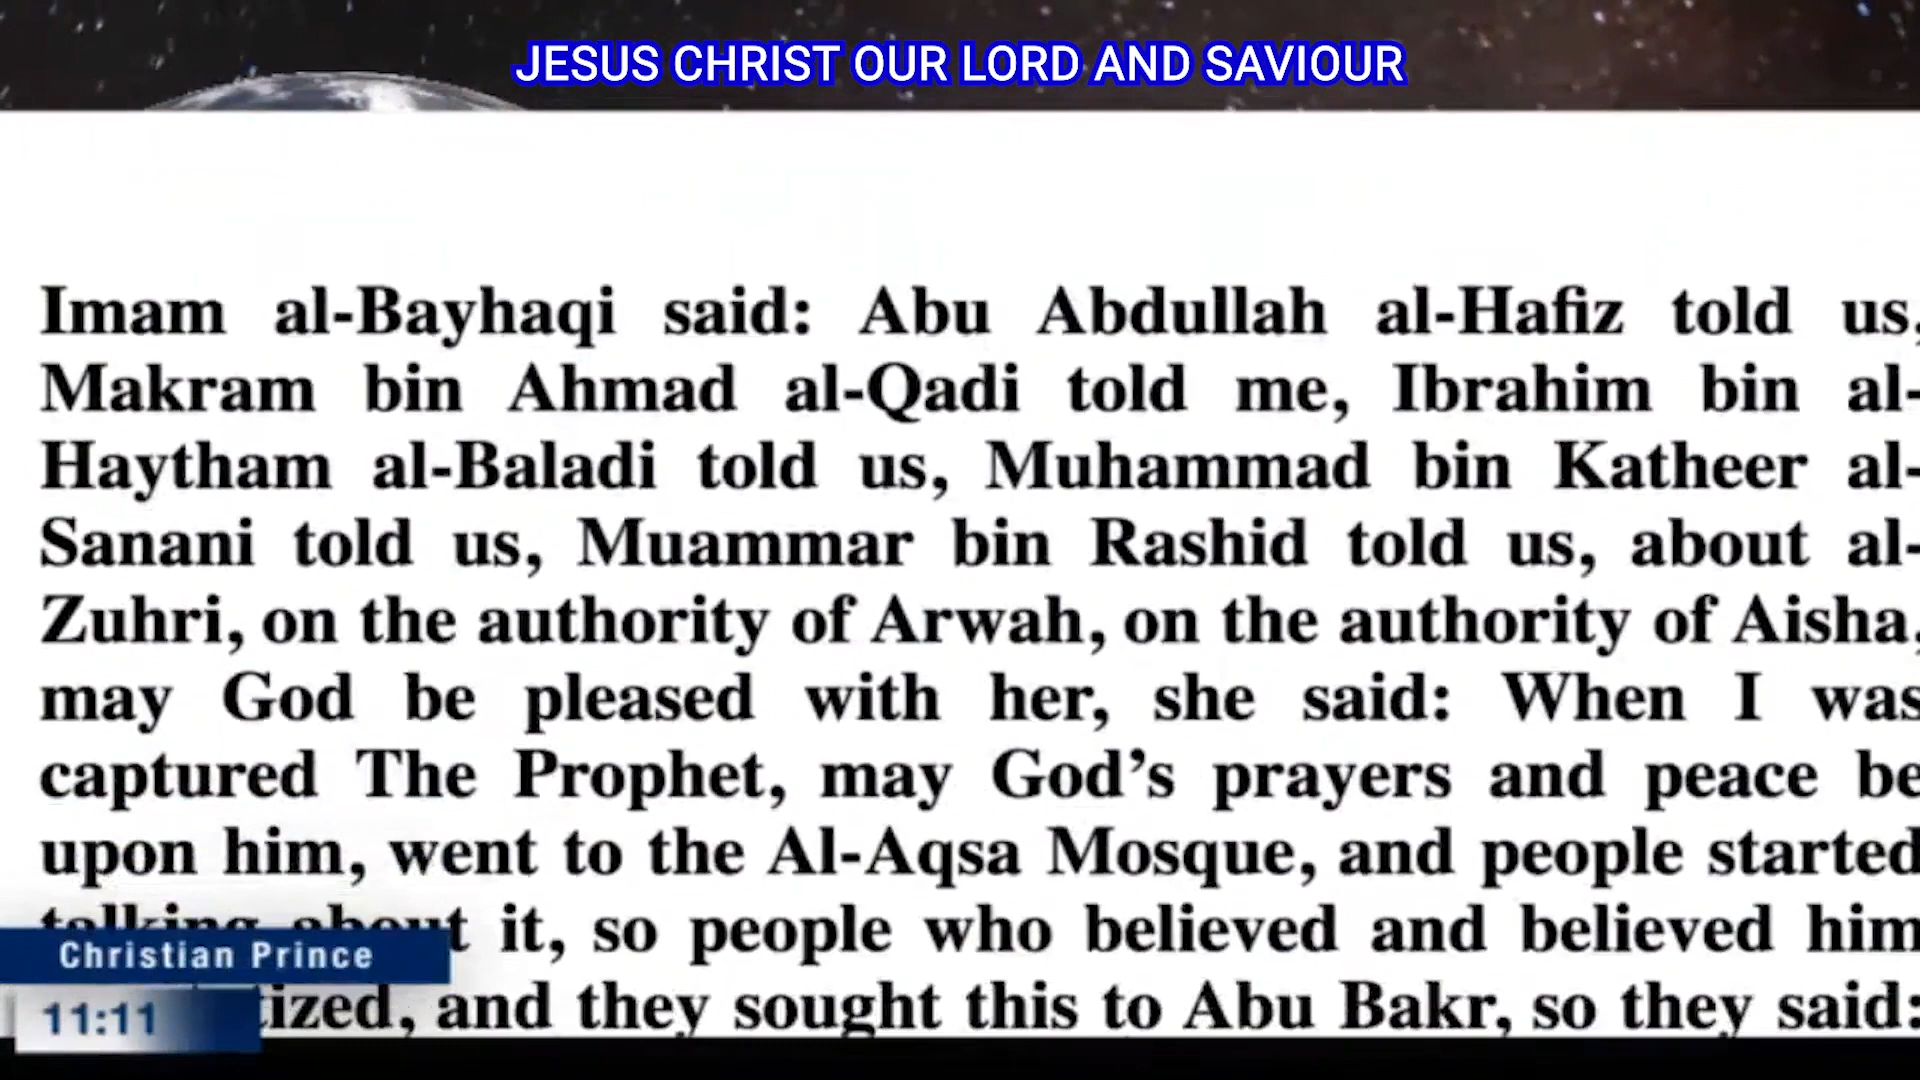 JESUS CHRIST OUR LORD AND SAVIOUR
Imam al-Bayhaqi said: Abu Abdullah al-Hafiz told us,
Makram bin Ahmad al-Qadi told me, Ibrahim bin al-
Haytham al-Baladi told us, Muhammad bin Katheer al-
Sanani told us, Muammar bin Rashid told us, about al-
Zuhri, on the authority of Arwah, on the authority of Aisha,
may God be pleased with her, she said: When I was
captured The Prophet, may God's prayers and peace be
upon him, went to the Al-Aqsa Mosque, and people started
talking about it, so people who believed and believed him
and they sought this to Abu Bakr, so they said:
Christian Prince
11:11